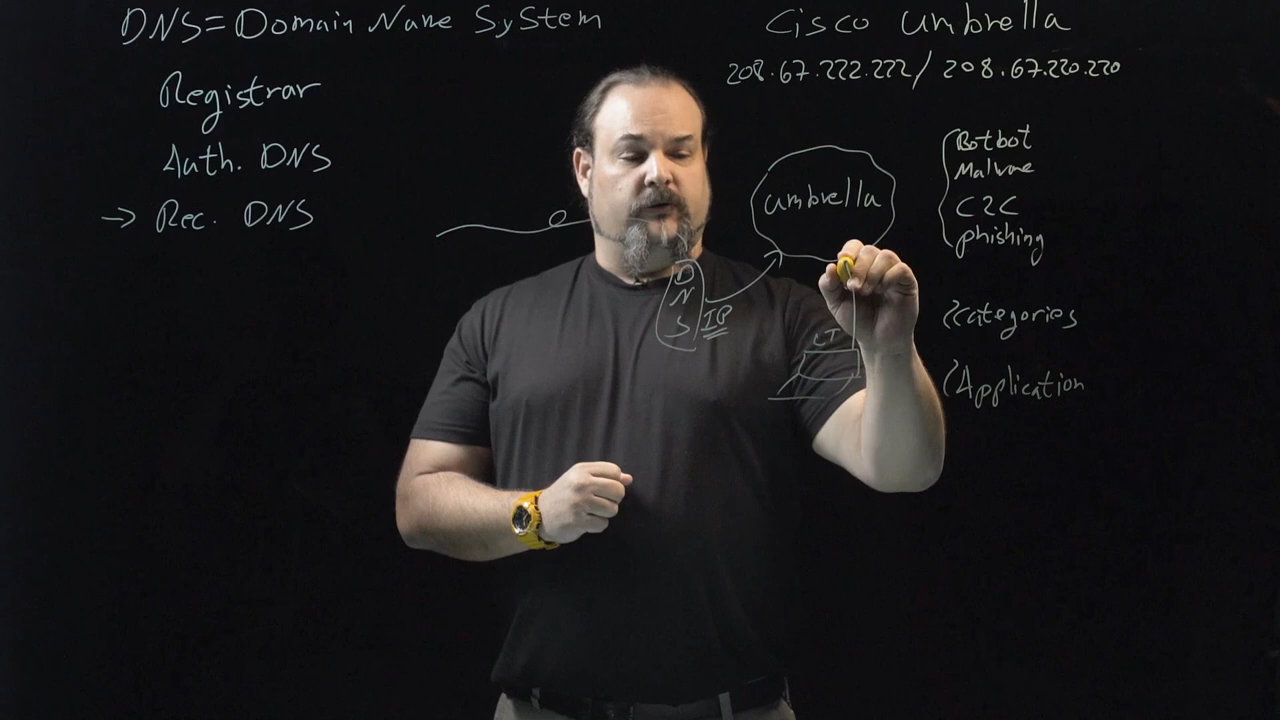 DNS = Domain Name System
Registrar
Auth. DNS
→ Rec. DNS
Cisco umbrella
208.67.222.222 / 208.67.220.220
umbrella
DNS
IP
Botbot
Malware
C2C
phishing
categories
Application